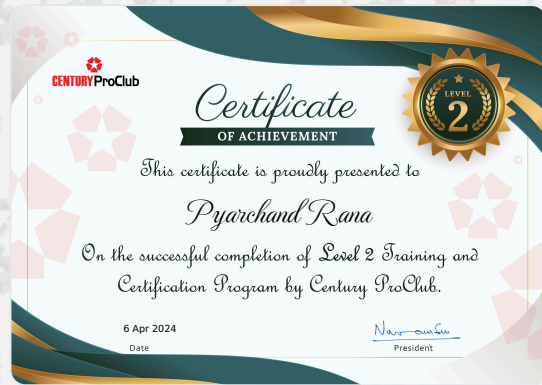 CENTURY ProClub
Certificate
OF ACHIEVEMENT
LEVEL
2
This certificate is proudly presented to
Pyarchand Rana
On the successful completion of Level 2 Training and
Certification Program by Century ProClub.
6 Apr 2024
Date
President